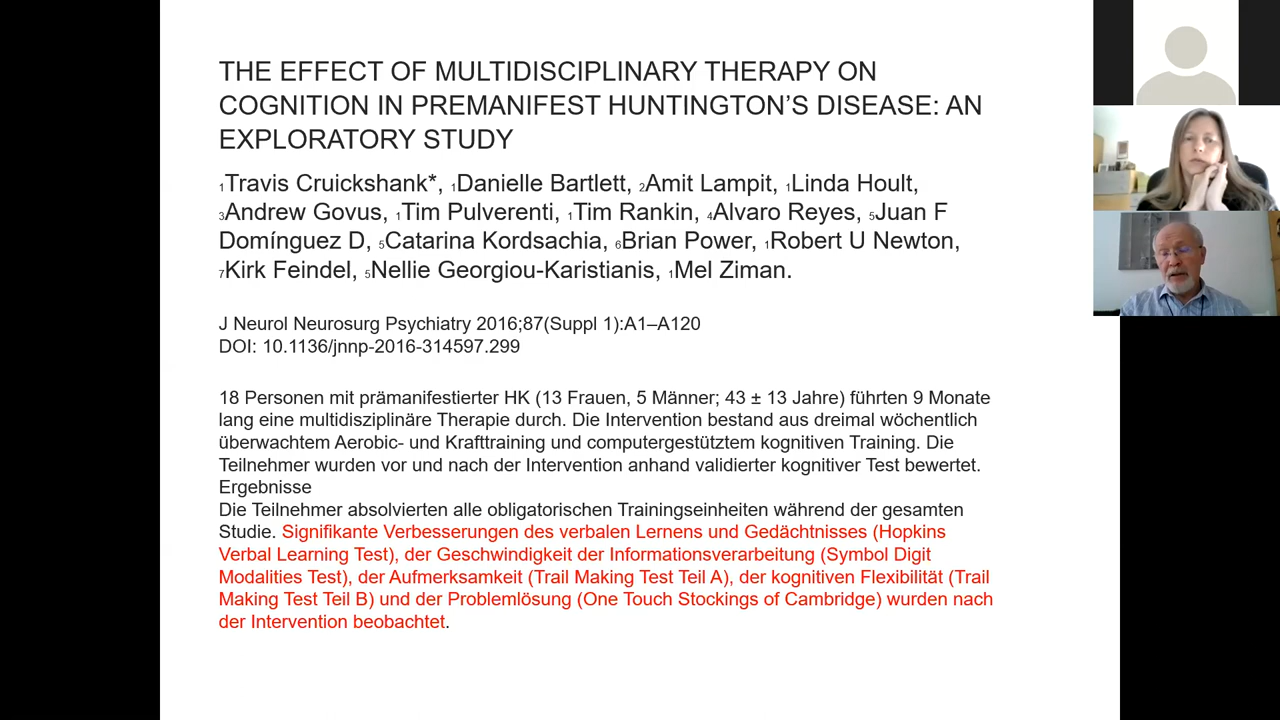 THE EFFECT OF MULTIDISCIPLINARY THERAPY ON
COGNITION IN PREMANIFEST HUNTINGTON’S DISEASE: AN
EXPLORATORY STUDY
1Travis Cruickshank*, 1Danielle Bartlett, 2Amit Lampit, 1Linda Hoult,
3Andrew Govus, 1Tim Pulverenti, 1Tim Rankin, 4Alvaro Reyes, 5Juan F
Domínguez D, 5Catarina Kordsachia, 6Brian Power, 1Robert U Newton,
7Kirk Feindel, 5Nellie Georgiou-Karistianis, 1Mel Ziman.
J Neurol Neurosurg Psychiatry 2016;87(Suppl 1):A1–A120
DOI: 10.1136/jnnp-2016-314597.299
18 Personen mit prämanifestierter HK (13 Frauen, 5 Männer; 43 ± 13 Jahre) führten 9 Monate
lang eine multidisziplinäre Therapie durch. Die Intervention bestand aus dreimal wöchentlich
überwachtem Aerobic- und Krafttraining und computergestütztem kognitiven Training. Die
Teilnehmer wurden vor und nach der Intervention anhand validierter kognitiver Test bewertet.
Ergebnisse
Die Teilnehmer absolvierten alle obligatorischen Trainingseinheiten während der gesamten
Studie. Signifikante Verbesserungen des verbalen Lernens und Gedächtnisses (Hopkins
Verbal Learning Test), der Geschwindigkeit der Informationsverarbeitung (Symbol Digit
Modalities Test), der Aufmerksamkeit (Trail Making Test Teil A), der kognitiven Flexibilität (Trail
Making Test Teil B) und der Problemlösung (One Touch Stockings of Cambridge) wurden nach
der Intervention beobachtet.